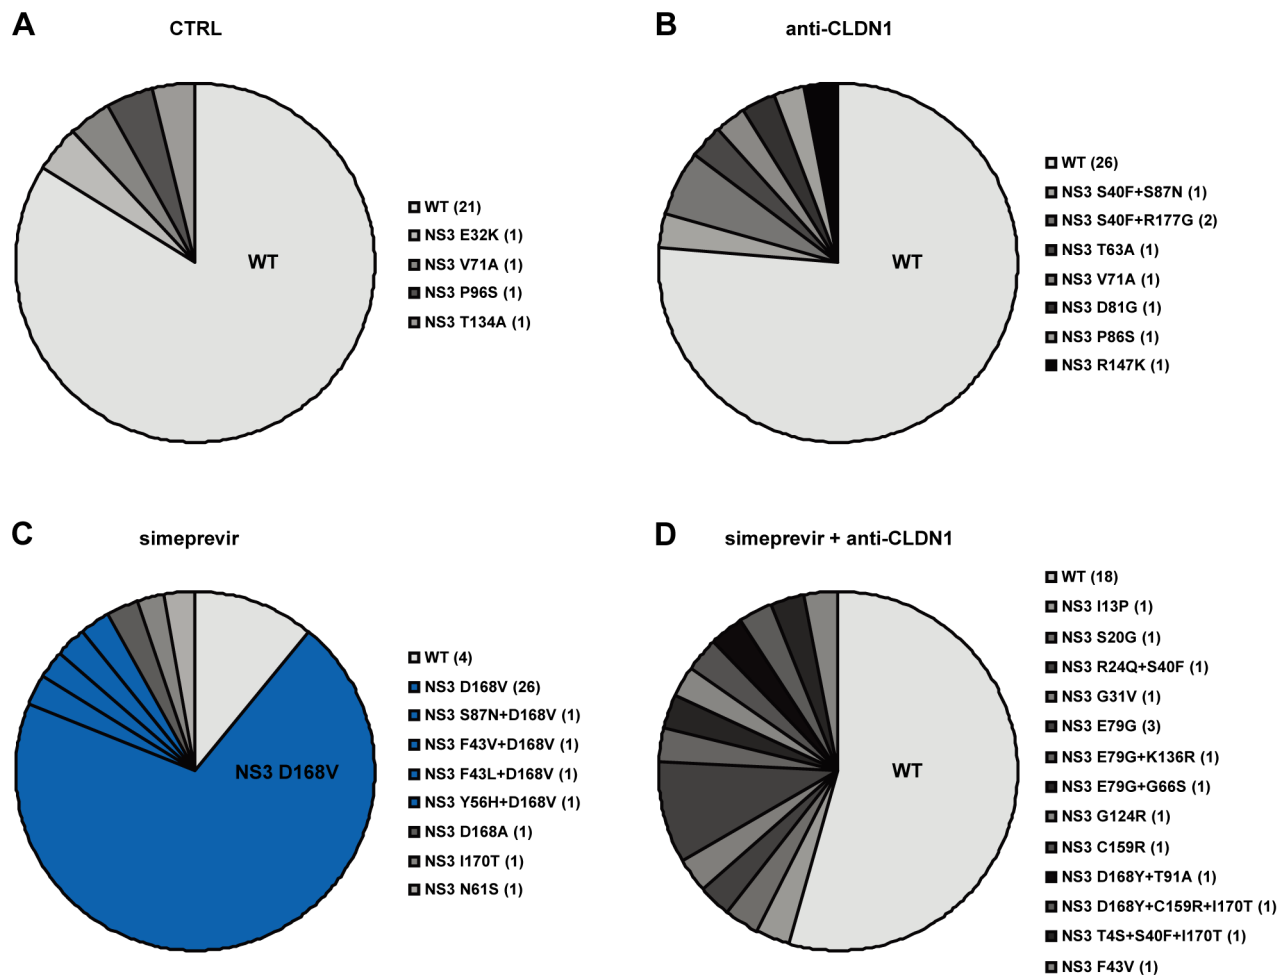 A
CTRL
WT
WT (21)
NS3 E32K (1)
NS3 V71A (1)
NS3 P96S (1)
NS3 T134A (1)
B
anti-CLDN1
WT
WT (26)
NS3 S40F+S87N (1)
NS3 S40F+R177G (2)
NS3 T63A (1)
NS3 V71A (1)
NS3 D81G (1)
NS3 P86S (1)
NS3 R147K (1)
C
simeprevir
NS3 D168V
WT (4)
NS3 D168V (26)
NS3 S87N+D168V (1)
NS3 F43V+D168V (1)
NS3 F43L+D168V (1)
NS3 Y56H+D168V (1)
NS3 D168A (1)
NS3 I170T (1)
NS3 N61S (1)
D
simeprevir + anti-CLDN1
WT
WT (18)
NS3 I13P (1)
NS3 S20G (1)
NS3 R24Q+S40F (1)
NS3 G31V (1)
NS3 E79G (3)
NS3 E79G+K136R (1)
NS3 E79G+G66S (1)
NS3 G124R (1)
NS3 C159R (1)
NS3 D168Y+T91A (1)
NS3 D168Y+C159R+I170T (1)
NS3 T4S+S40F+I170T (1)
NS3 F43V (1)